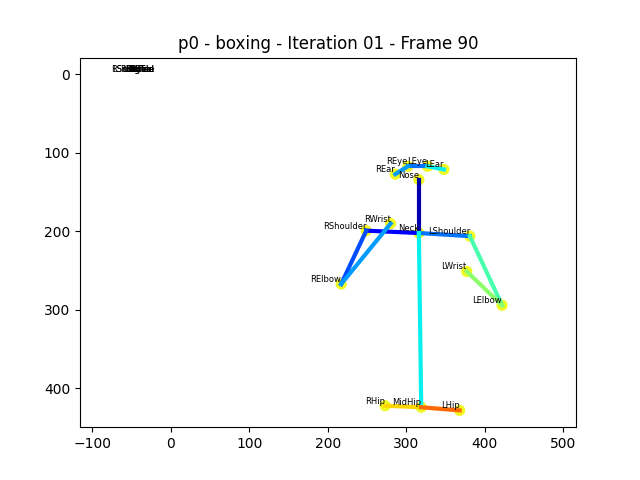 p0 - boxing - Iteration 01 - Frame 90
0
100
200
300
400
REye
LEye
LEar
REar
Nose
RWrist
RShoulder
Neck
LShoulder
LWrist
RElbow
LElbow
RHip
MidHip
LHip
−100
0
100
200
300
400
500